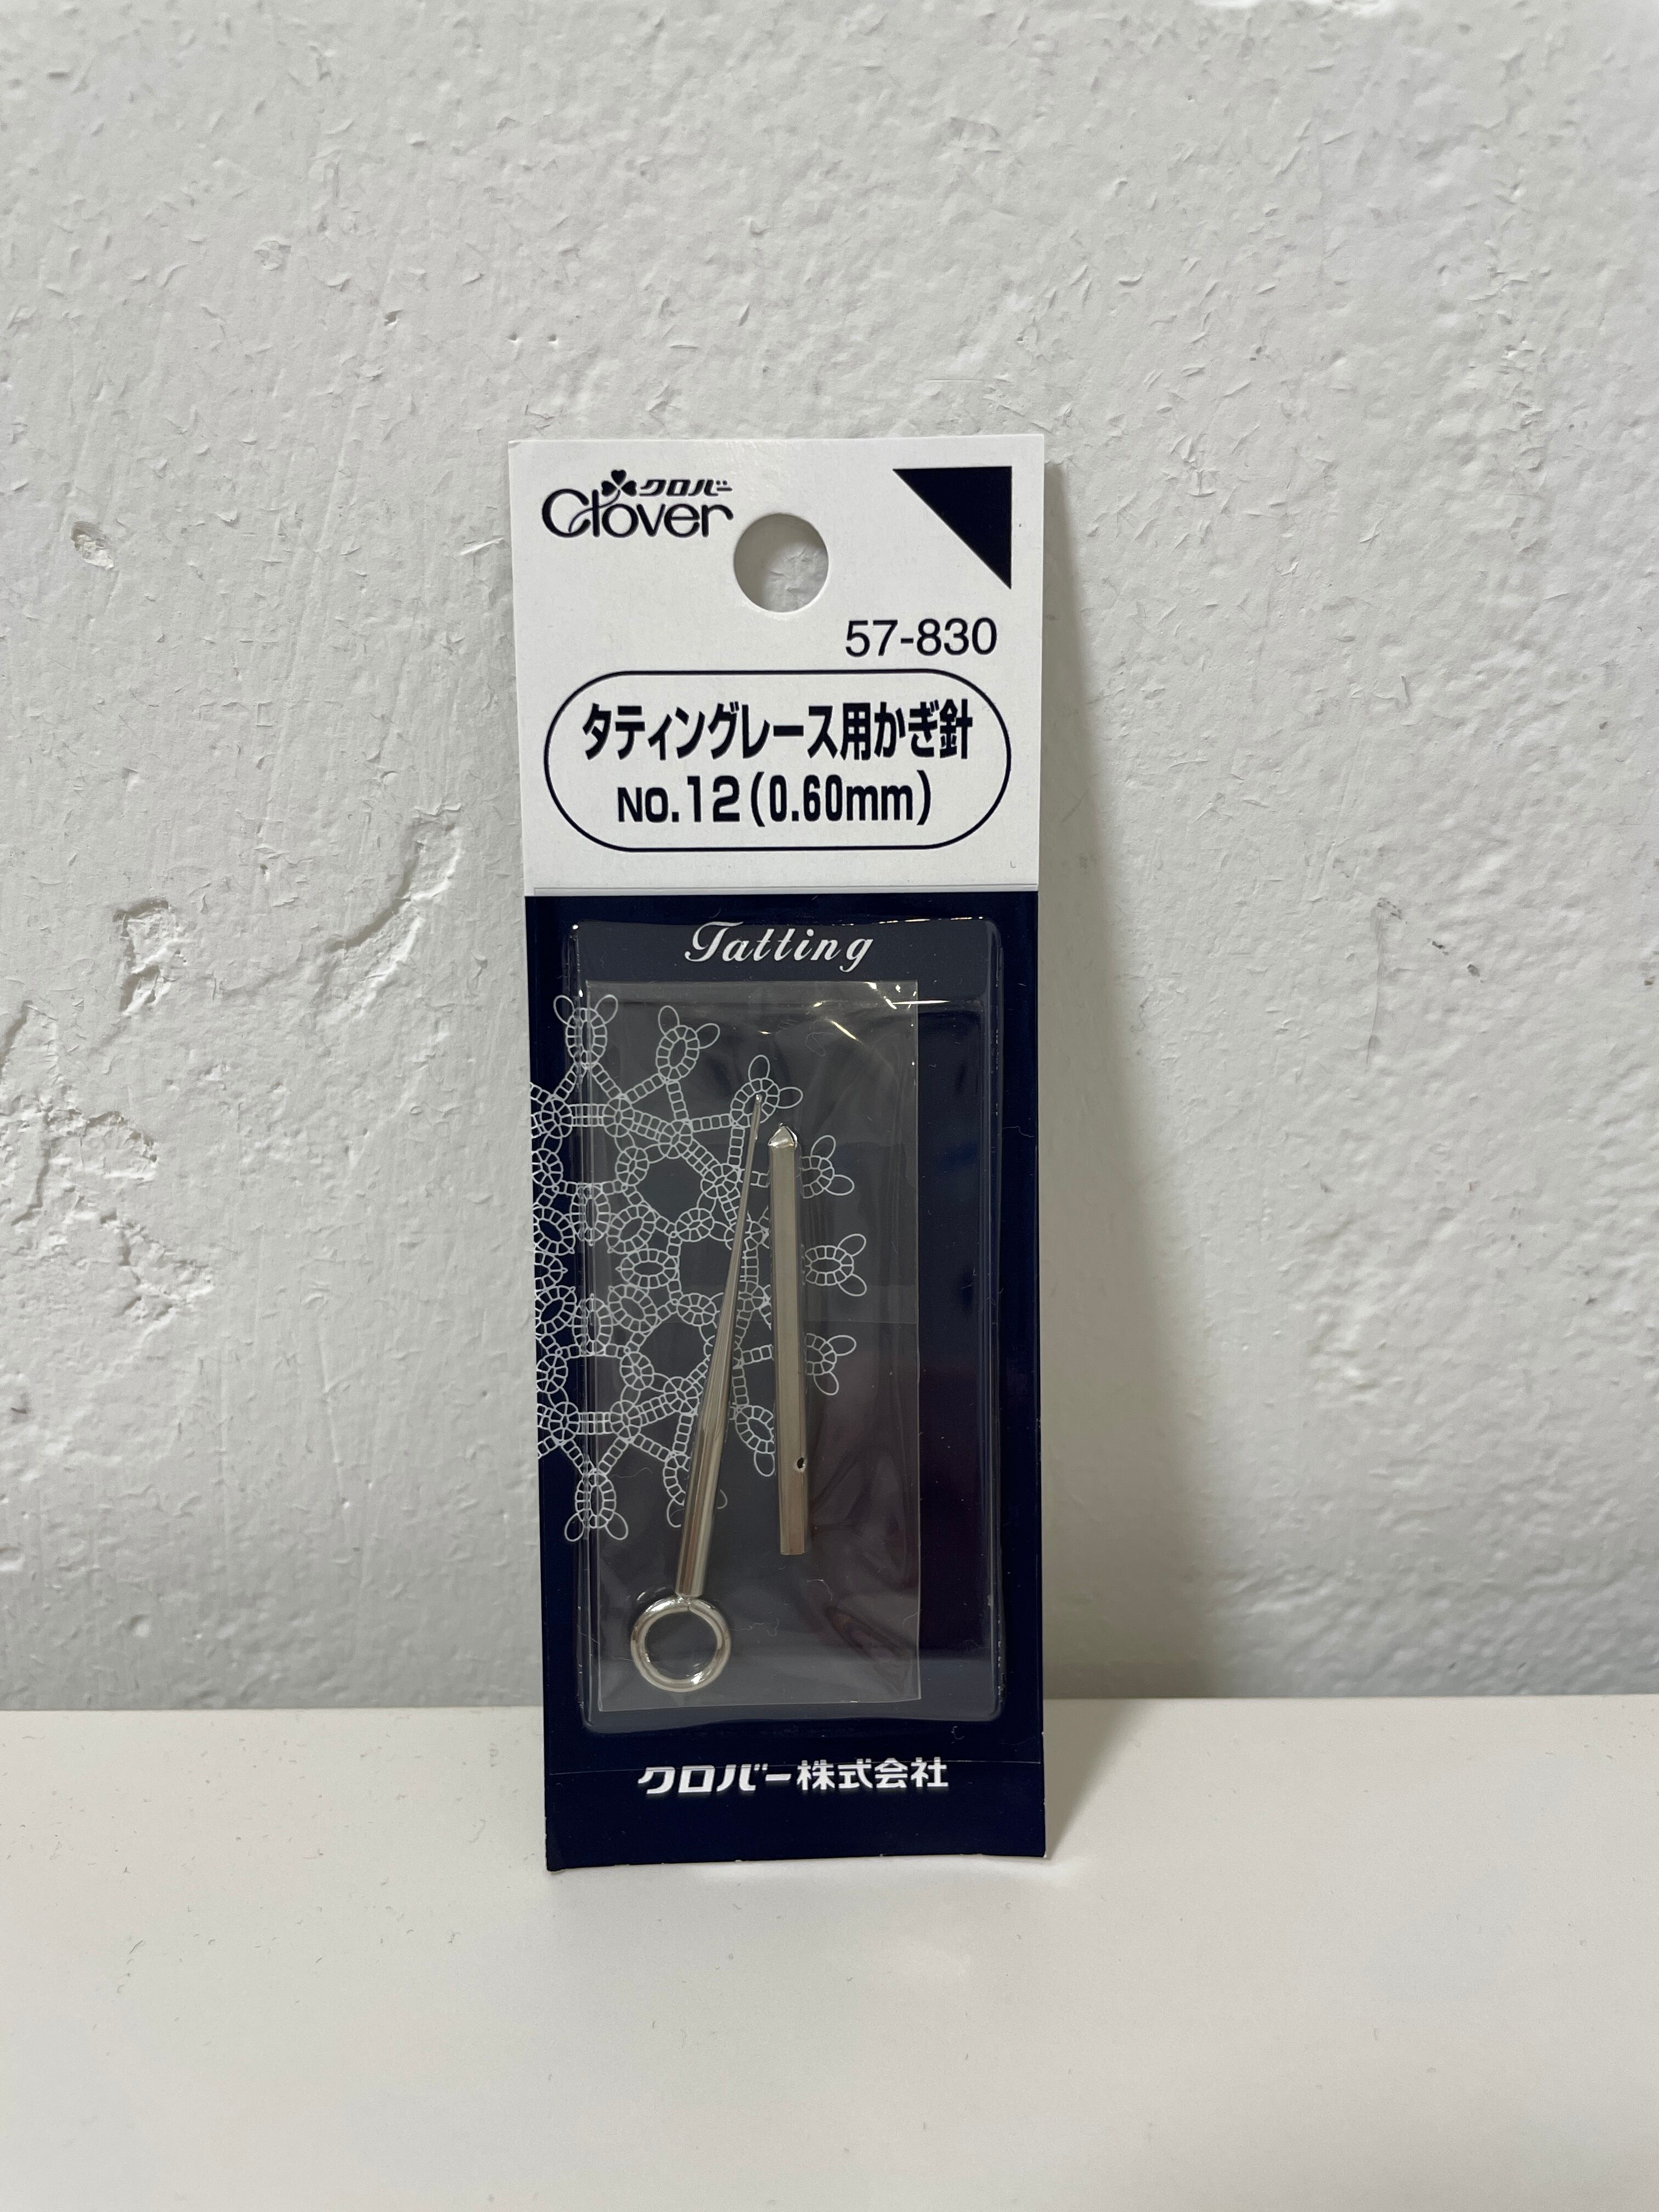 クロバー
Clover
57-830
タティングレース用かぎ針
NO.12(0.60mm)
Tatting
クロバー株式会社